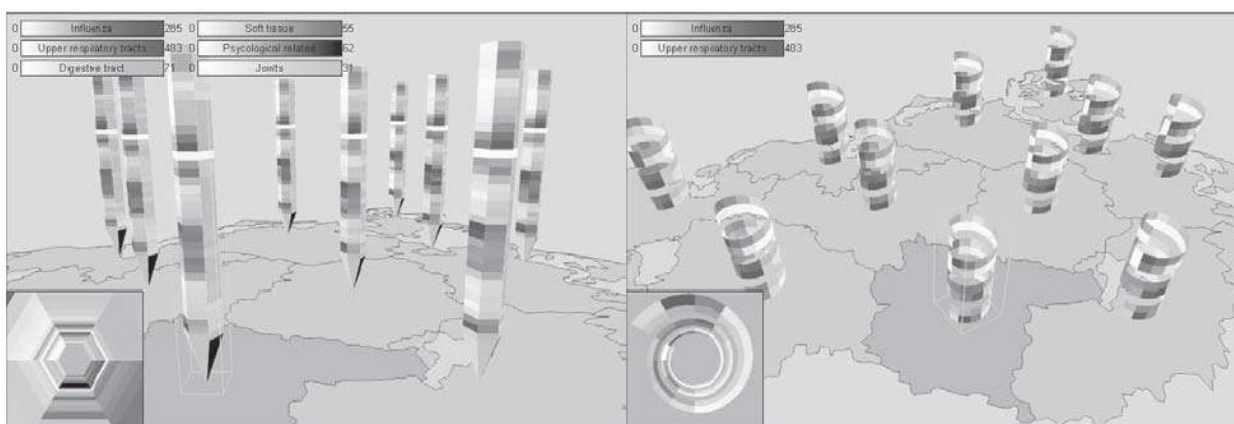 0 Influenza 285 0 Soft tissue 55
0 Upper respiratory tracts 483 0 Psycological related 62
0 Digestive tract 71 0 Joints 31
0 Influenza 285
0 Upper respiratory tracts 483